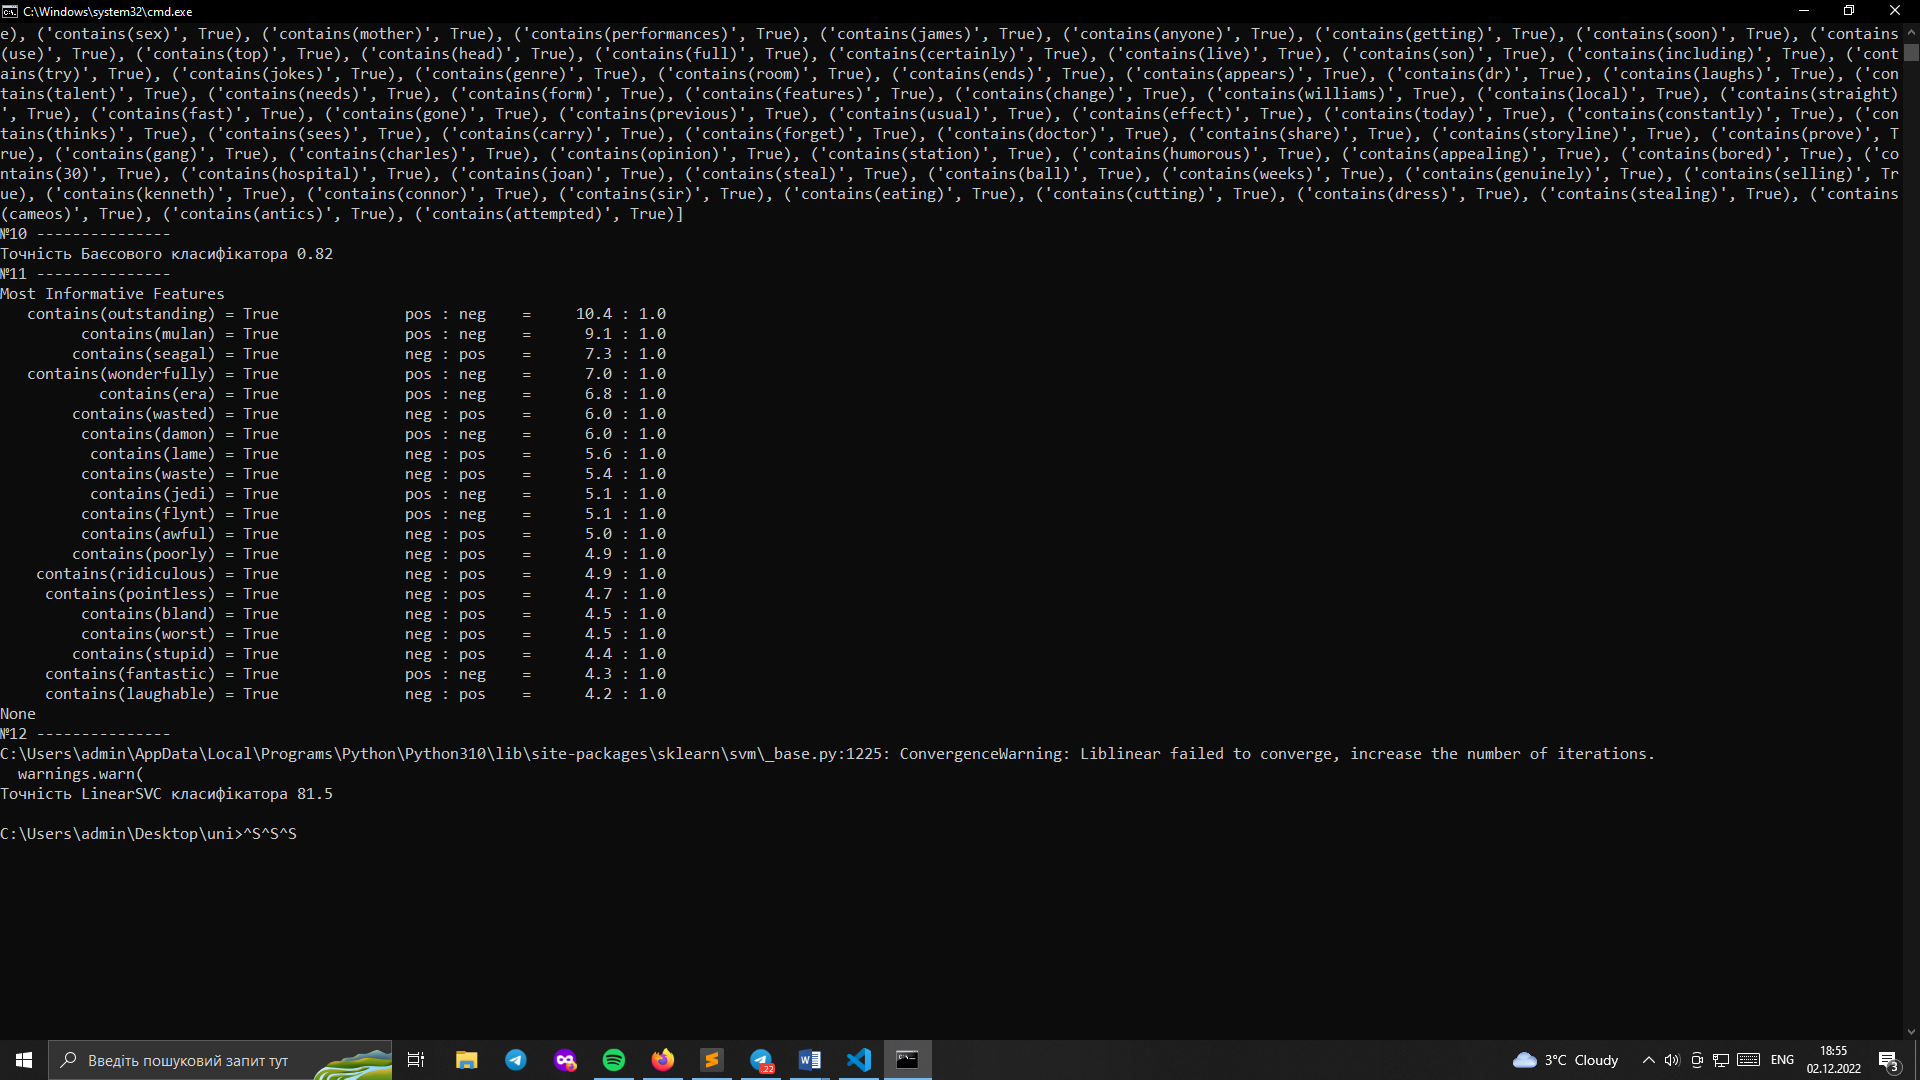 C:\Windows\system32\cmd.exe
e), ('contains(sex)', True), ('contains(mother)', True), ('contains(performances)', True), ('contains(james)', True), ('contains(anyone)', True), ('contains(getting)', True), ('contains(soon)', True), ('contains
(use)', True), ('contains(top)', True), ('contains(head)', True), ('contains(full)', True), ('contains(certainly)', True), ('contains(live)', True), ('contains(son)', True), ('contains(including)', True), ('cont
ains(try)', True), ('contains(jokes)', True), ('contains(genre)', True), ('contains(room)', True), ('contains(ends)', True), ('contains(appears)', True), ('contains(dr)', True), ('contains(laughs)', True), ('con
tains(talent)', True), ('contains(needs)', True), ('contains(form)', True), ('contains(features)', True), ('contains(change)', True), ('contains(williams)', True), ('contains(local)', True), ('contains(straight)
', True), ('contains(fast)', True), ('contains(gone)', True), ('contains(previous)', True), ('contains(usual)', True), ('contains(effect)', True), ('contains(today)', True), ('contains(constantly)', True), ('con
tains(thinks)', True), ('contains(sees)', True), ('contains(carry)', True), ('contains(forget)', True), ('contains(doctor)', True), ('contains(share)', True), ('contains(storyline)', True), ('contains(prove)', T
rue), ('contains(gang)', True), ('contains(charles)', True), ('contains(opinion)', True), ('contains(station)', True), ('contains(humorous)', True), ('contains(appealing)', True), ('contains(bored)', True), ('co
ntains(30)', True), ('contains(hospital)', True), ('contains(joan)', True), ('contains(steal)', True), ('contains(ball)', True), ('contains(weeks)', True), ('contains(genuinely)', True), ('contains(selling)', Tr
ue), ('contains(kenneth)', True), ('contains(connor)', True), ('contains(sir)', True), ('contains(eating)', True), ('contains(cutting)', True), ('contains(dress)', True), ('contains(stealing)', True), ('contains
(cameos)', True), ('contains(antics)', True), ('contains(attempted)', True)]
№10 ---------------
Точність Баєсового класифікатора 0.82
№11 ---------------
Most Informative Features
contains(outstanding) = True pos : neg = 10.4 : 1.0
contains(mulan) = True pos : neg = 9.1 : 1.0
contains(seagal) = True neg : pos = 7.3 : 1.0
contains(wonderfully) = True pos : neg = 7.0 : 1.0
contains(era) = True pos : neg = 6.8 : 1.0
contains(wasted) = True neg : pos = 6.0 : 1.0
contains(damon) = True pos : neg = 6.0 : 1.0
contains(lame) = True neg : pos = 5.6 : 1.0
contains(waste) = True neg : pos = 5.4 : 1.0
contains(jedi) = True pos : neg = 5.1 : 1.0
contains(flynt) = True pos : neg = 5.1 : 1.0
contains(awful) = True neg : pos = 5.0 : 1.0
contains(poorly) = True neg : pos = 4.9 : 1.0
contains(ridiculous) = True neg : pos = 4.9 : 1.0
contains(pointless) = True neg : pos = 4.7 : 1.0
contains(bland) = True neg : pos = 4.5 : 1.0
contains(worst) = True neg : pos = 4.5 : 1.0
contains(stupid) = True neg : pos = 4.4 : 1.0
contains(fantastic) = True pos : neg = 4.3 : 1.0
contains(laughable) = True neg : pos = 4.2 : 1.0
None
№12 ---------------
C:\Users\admin\AppData\Local\Programs\Python\Python310\lib\site-packages\sklearn\svm\_base.py:1225: ConvergenceWarning: Liblinear failed to converge, increase the number of iterations.
warnings.warn(
Точність LinearSVC класифікатора 81.5
C:\Users\admin\Desktop\uni>^S^S^S
Введіть пошуковий запит тут
22
3°C Cloudy
ENG
18:55
02.12.2022
3